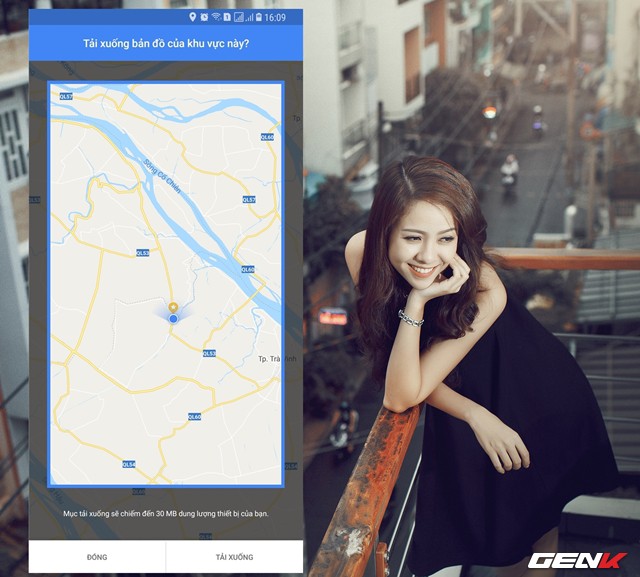 16:09
Tải xuống bản đồ của khu vực này?
QL57
QL60
Tp
Sông Cổ Chiên
QL57
QL53
QL60
QL53
Tp. Trà Vinh
QL60
QL54
Mục tải xuống sẽ chiếm đến 30 MB dung lượng thiết bị của bạn.
ĐÓNG
TẢI XUỐNG
GENK